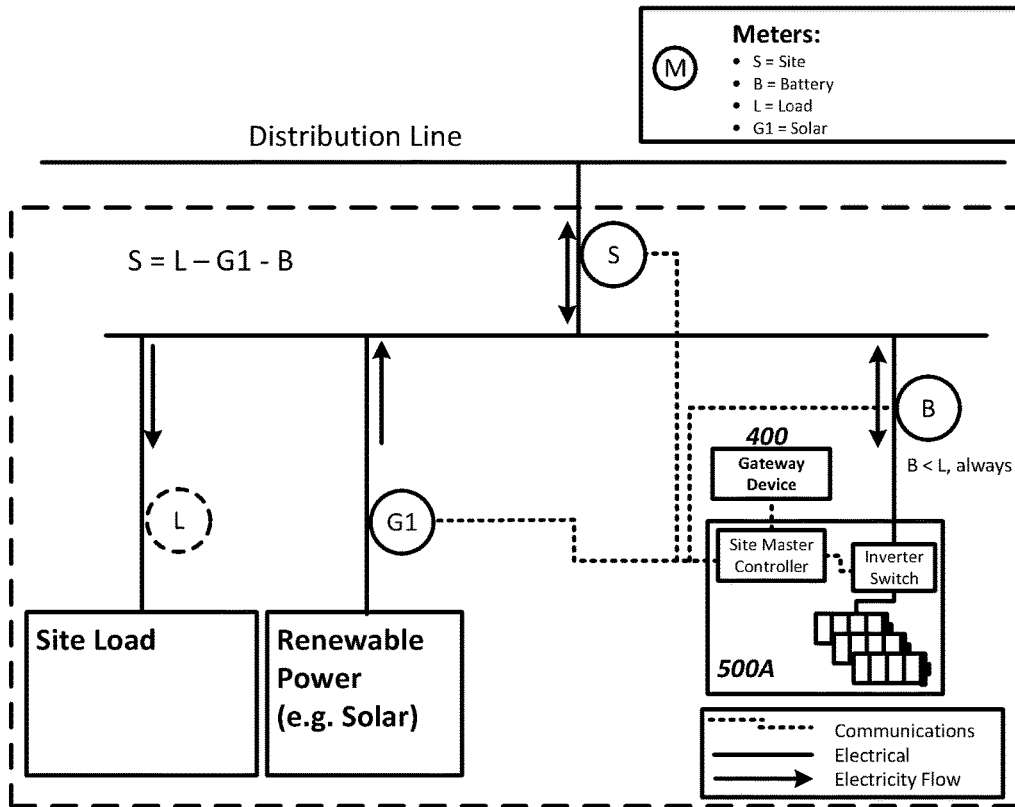 Meters:
M
• S = Site
• B = Battery
• L = Load
• G1 = Solar
Distribution Line
S = L – G1 - B
S
B
400
B < L, always
Gateway
Device
L
G1
Site Master
Controller
Inverter
Switch
Site Load
Renewable
Power
(e.g. Solar)
500A
Communications
Electrical
Electricity Flow